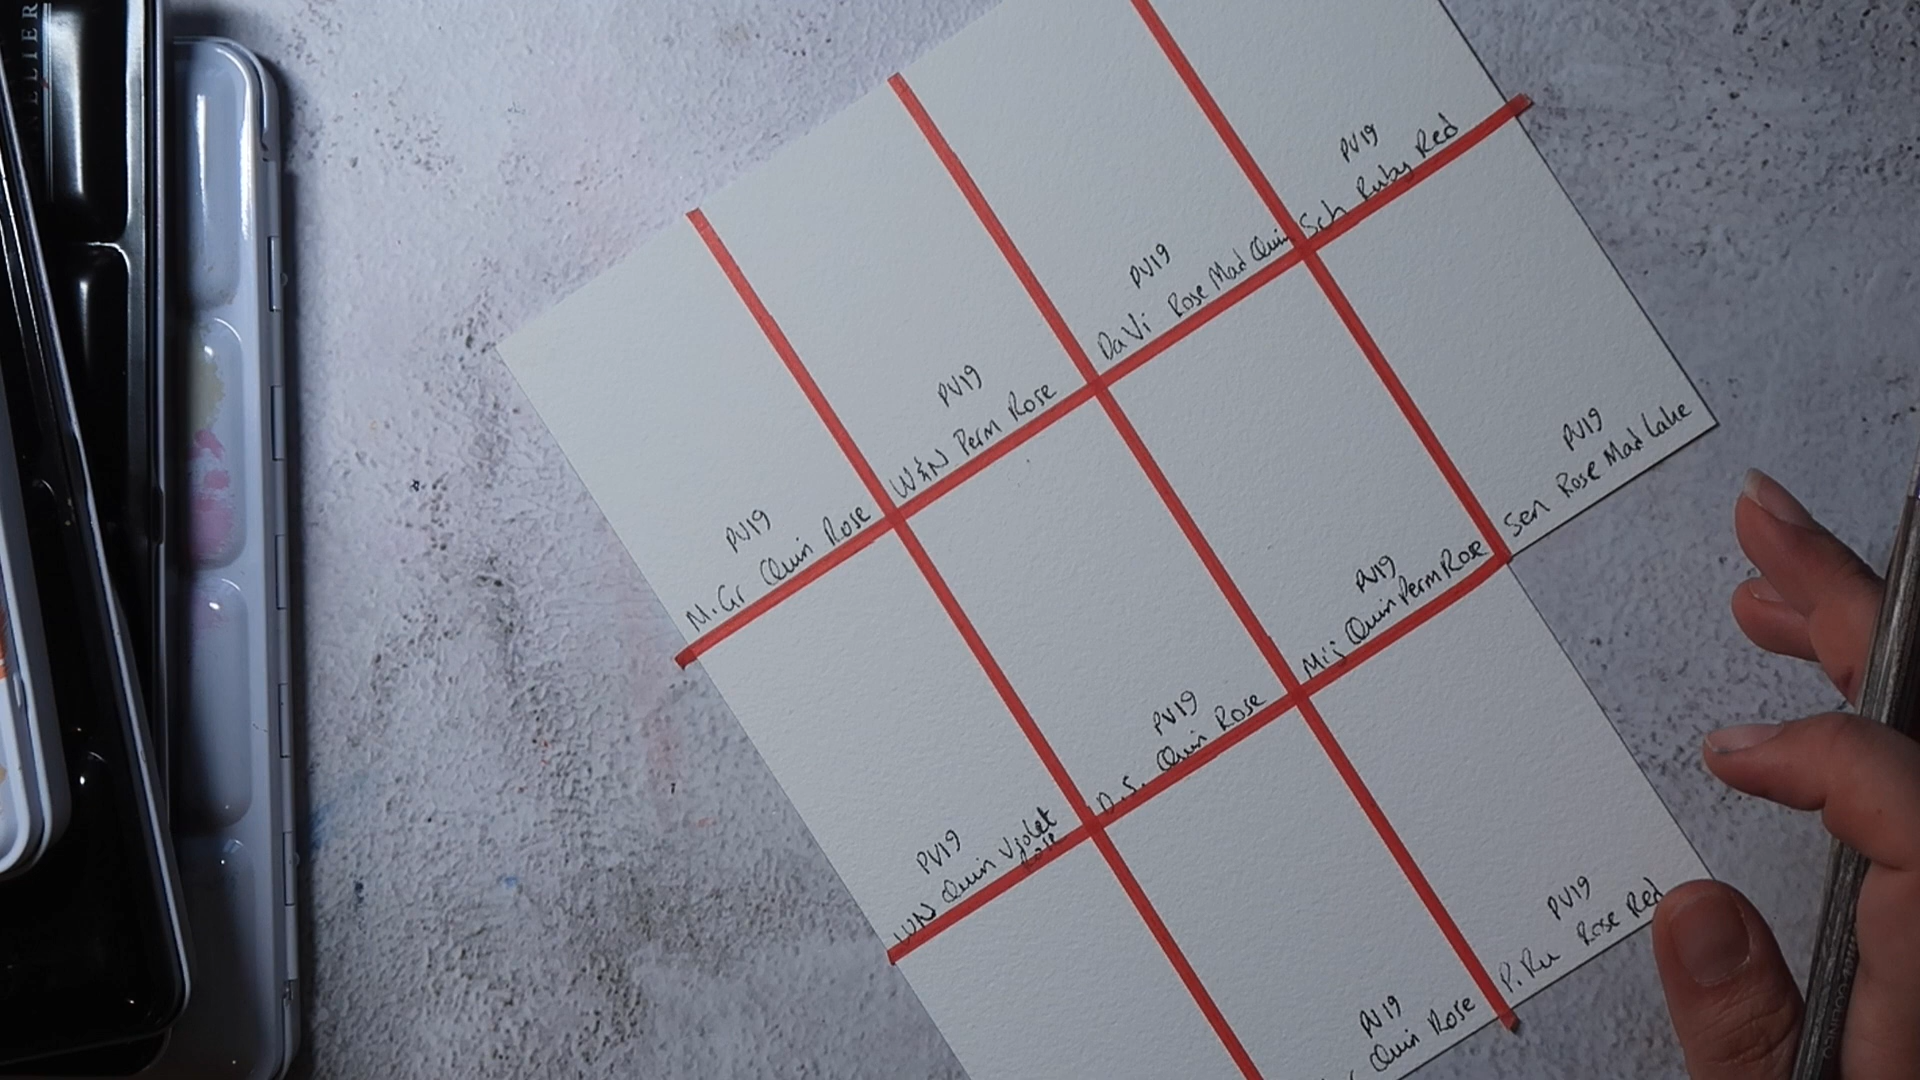 NELIER
PV19
M.Gr Quin Rose
PV19
W&N Perm Rose
PV19
DaVi Rose Mad Quin
PV19
Sch Ruby Red
PV19
WN Quin Violet
Rose
PV19
D.S. Quin Rose
PV19
Mij Quin Perm Rose
PV19
Sen Rose Mad Lake
PV19
Quin Rose
PV19
P.Ru Rose Red